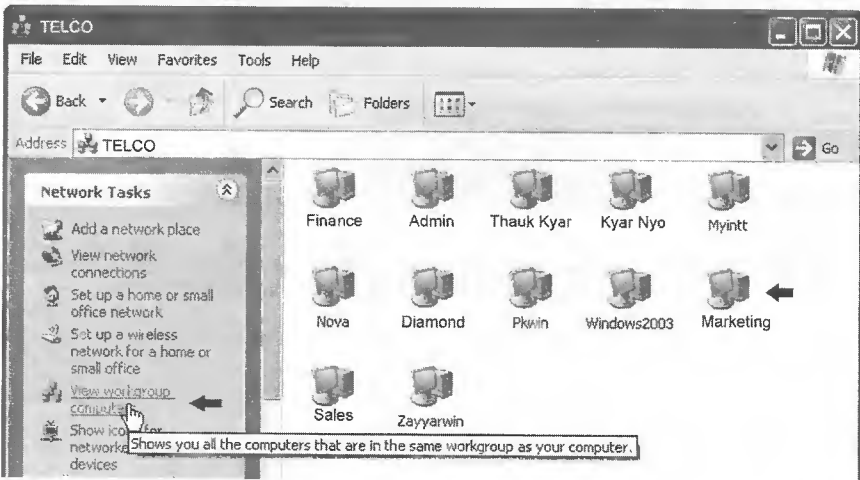 TELCO
File Edit View Favorites Tools Help
Back Search Folders
Address TELCO Go
Network Tasks
Add a network place
View network
connections
Set up a home or small
office network
Set up a wireless
network for a home or
small office
View workgroup
computers
Show icons for
networke
devices
Shows you all the computers that are in the same workgroup as your computer.
Finance Admin Thauk Kyar Kyar Nyo Myintt
Nova Diamond Pkwin Windows2003 Marketing
Sales Zayyarwin